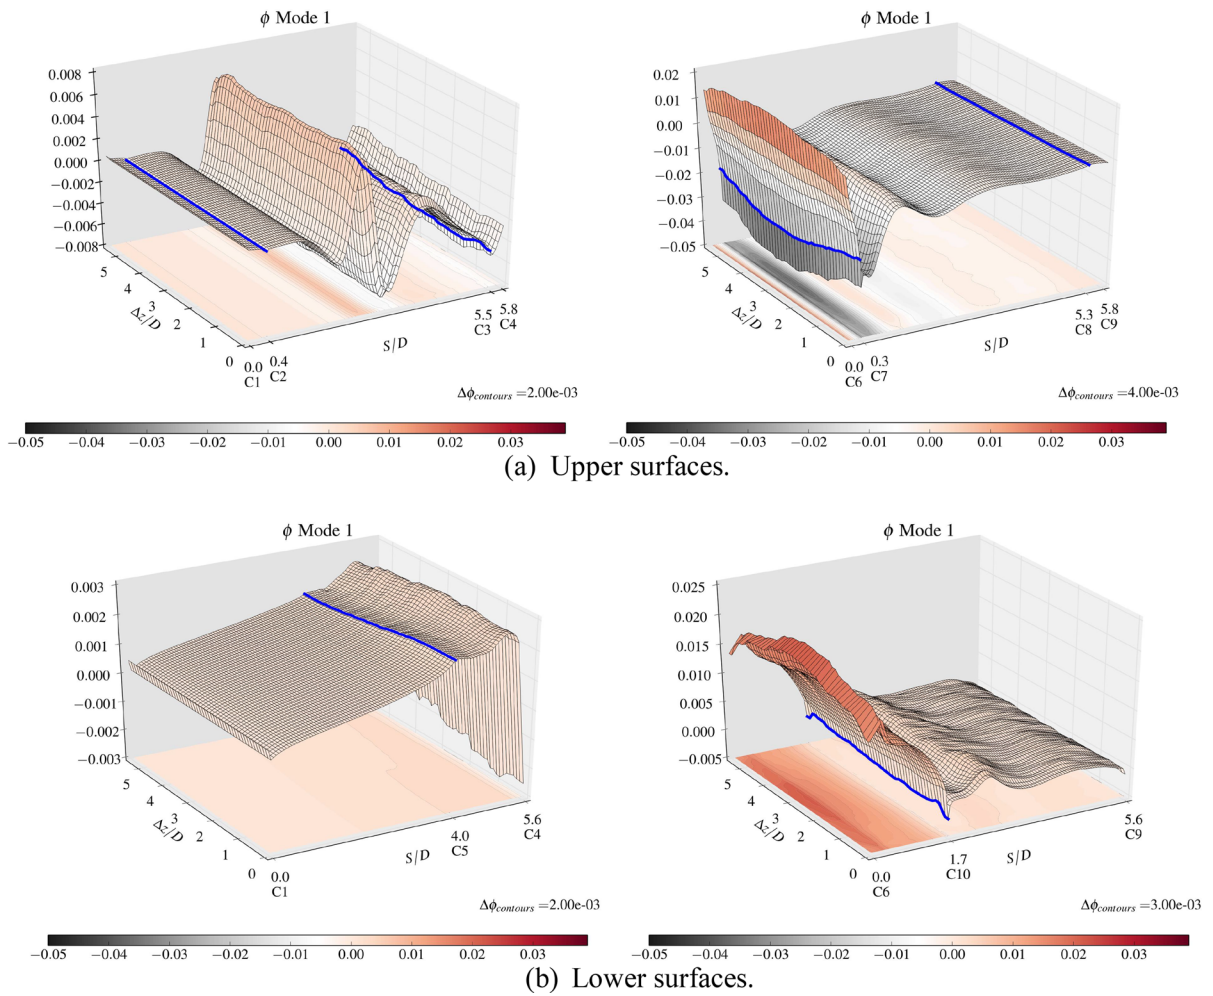 ϕ Mode 1
0.008
0.006
0.004
0.002
0.000
−0.002
−0.004
−0.006
−0.008
5
4
3
2
1
0
Δz/D
0.0
C1
0.4
C2
S/D
5.5
C3
5.8
C4
Δϕcontours =2.00e-03
−0.05 −0.04 −0.03 −0.02 −0.01 0.00 0.01 0.02 0.03
ϕ Mode 1
0.02
0.01
0.00
−0.01
−0.02
−0.03
−0.04
−0.05
5
4
3
2
1
0
Δz/D
0.0
C6
0.3
C7
S/D
5.3
C8
5.8
C9
Δϕcontours =4.00e-03
−0.05 −0.04 −0.03 −0.02 −0.01 0.00 0.01 0.02 0.03
(a) Upper surfaces.
ϕ Mode 1
0.003
0.002
0.001
0.000
−0.001
−0.002
−0.003
5
4
3
2
1
0
Δz/D
0.0
C1
S/D
4.0
C5
5.6
C4
Δϕcontours =2.00e-03
−0.05 −0.04 −0.03 −0.02 −0.01 0.00 0.01 0.02 0.03
ϕ Mode 1
0.025
0.020
0.015
0.010
0.005
0.000
−0.005
5
4
3
2
1
0
Δz/D
0.0
C6
1.7
C10
S/D
5.6
C9
Δϕcontours =3.00e-03
−0.05 −0.04 −0.03 −0.02 −0.01 0.00 0.01 0.02 0.03
(b) Lower surfaces.